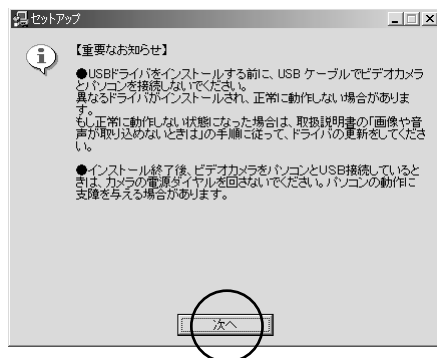 セットアップ
【重要なお知らせ】
●USBドライバをインストールする前に、USB ケーブルでビデオカメラ
とパソコンを接続しないでください。
異なるドライバがインストールされ、正常に動作しない場合がありま
す。
もし正常に動作しない状態になった場合は、取扱説明書の「画像や音
声が取り込めないときは」の手順に従って、ドライバの更新をしてくださ
い。
●インストール終了後、ビデオカメラをパソコンとUSB接続していると
きは、カメラの電源ダイヤルを回さないでください。パソコンの動作に
支障を与える場合があります。
次へ